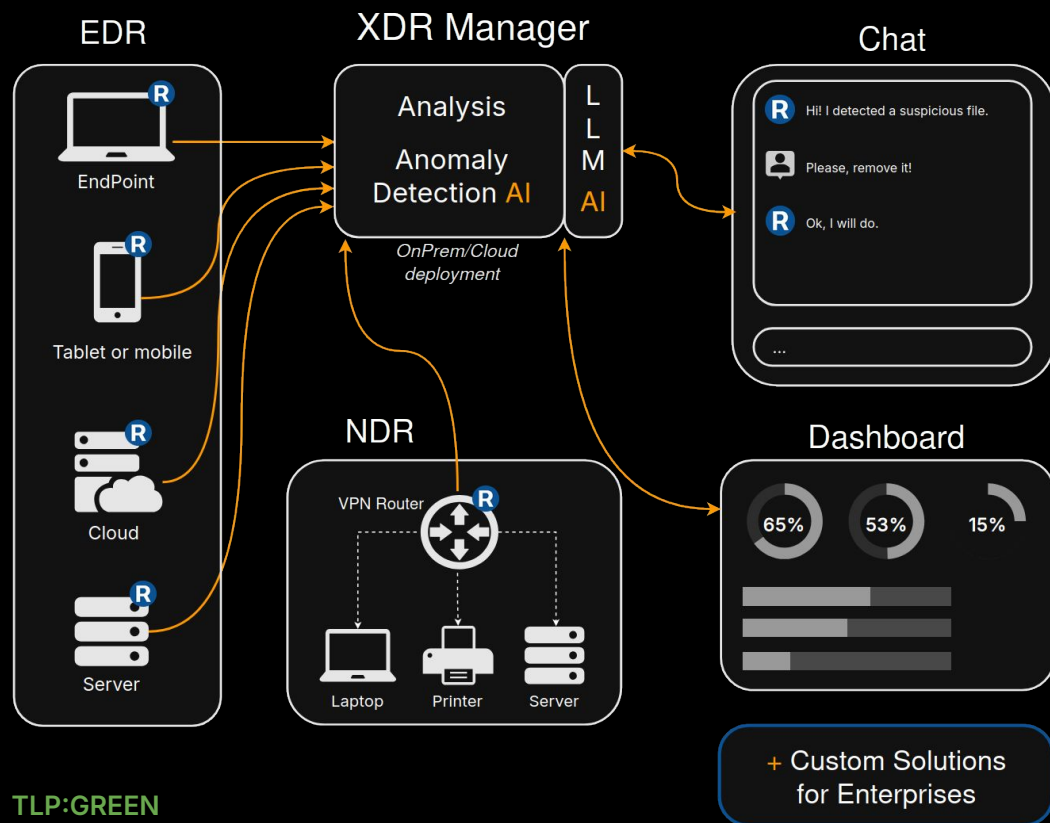 EDR
R
EndPoint
R
Tablet or mobile
R
Cloud
R
Server
XDR Manager
Analysis
Anomaly
Detection AI
L
L
M
AI
OnPrem/Cloud
deployment
NDR
VPN Router
R
Laptop
Printer
Server
Chat
R Hi! I detected a suspicious file.
Please, remove it!
R Ok, I will do.
...
Dashboard
65% 53% 15%
+ Custom Solutions
for Enterprises
TLP:GREEN